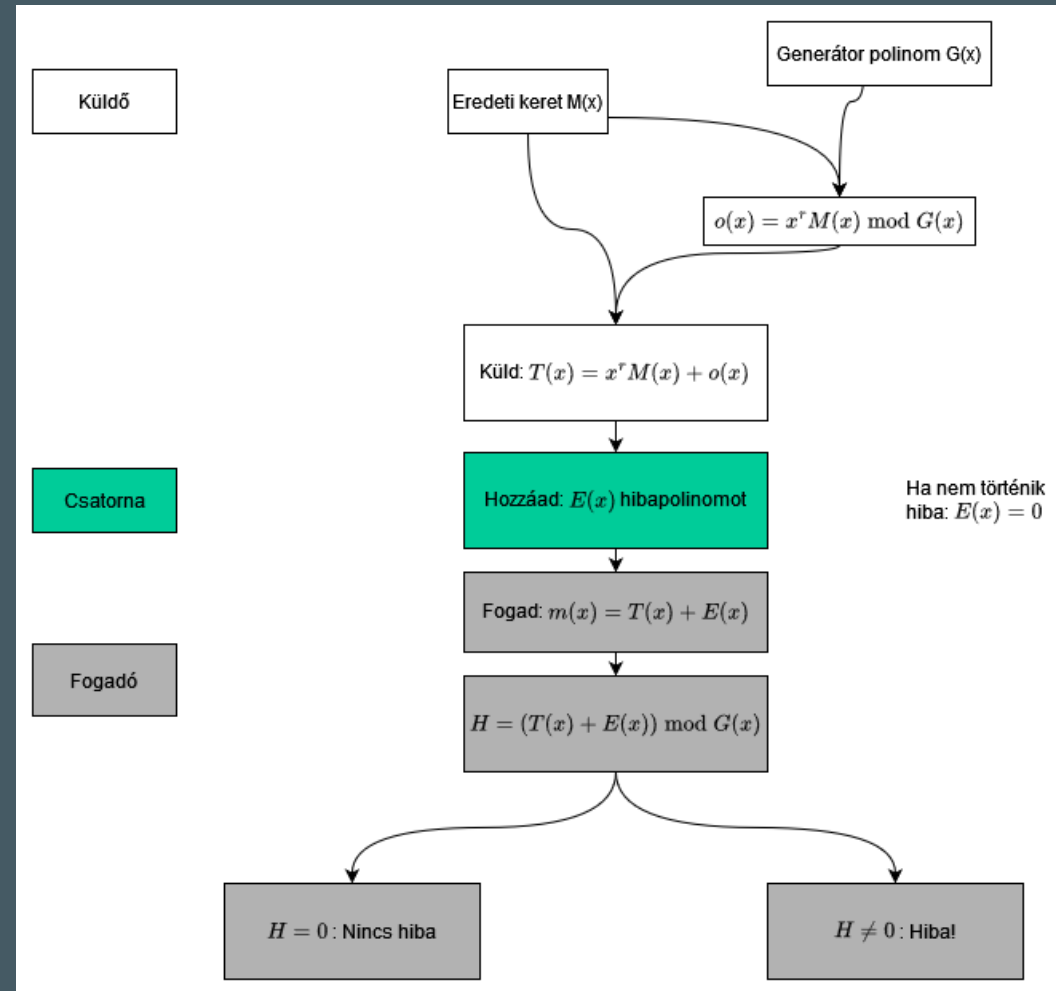 Generátor polinom G(x)
Küldő
Eredeti keret M(x)
o(x) = x^r M(x) mod G(x)
Küld: T(x) = x^r M(x) + o(x)
Csatorna
Hozzáad: E(x) hibapolinomot
Ha nem történik
hiba: E(x) = 0
Fogad: m(x) = T(x) + E(x)
Fogadó
H = (T(x) + E(x)) mod G(x)
H = 0 : Nincs hiba
H ≠ 0 : Hiba!